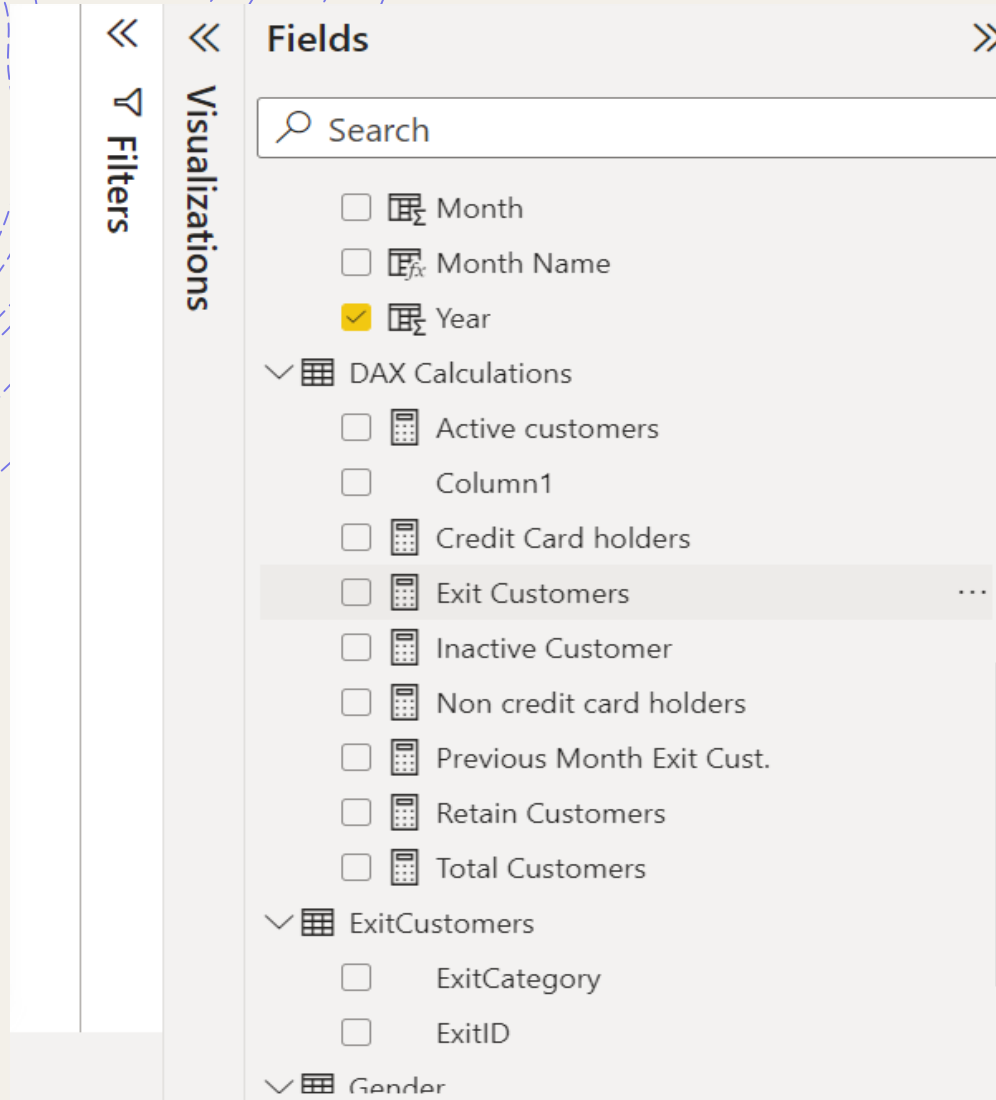 Filters
Visualizations
Fields
Search
Month
Month Name
Year
DAX Calculations
Active customers
Column1
Credit Card holders
Exit Customers
Inactive Customer
Non credit card holders
Previous Month Exit Cust.
Retain Customers
Total Customers
ExitCustomers
ExitCategory
ExitID
Gender